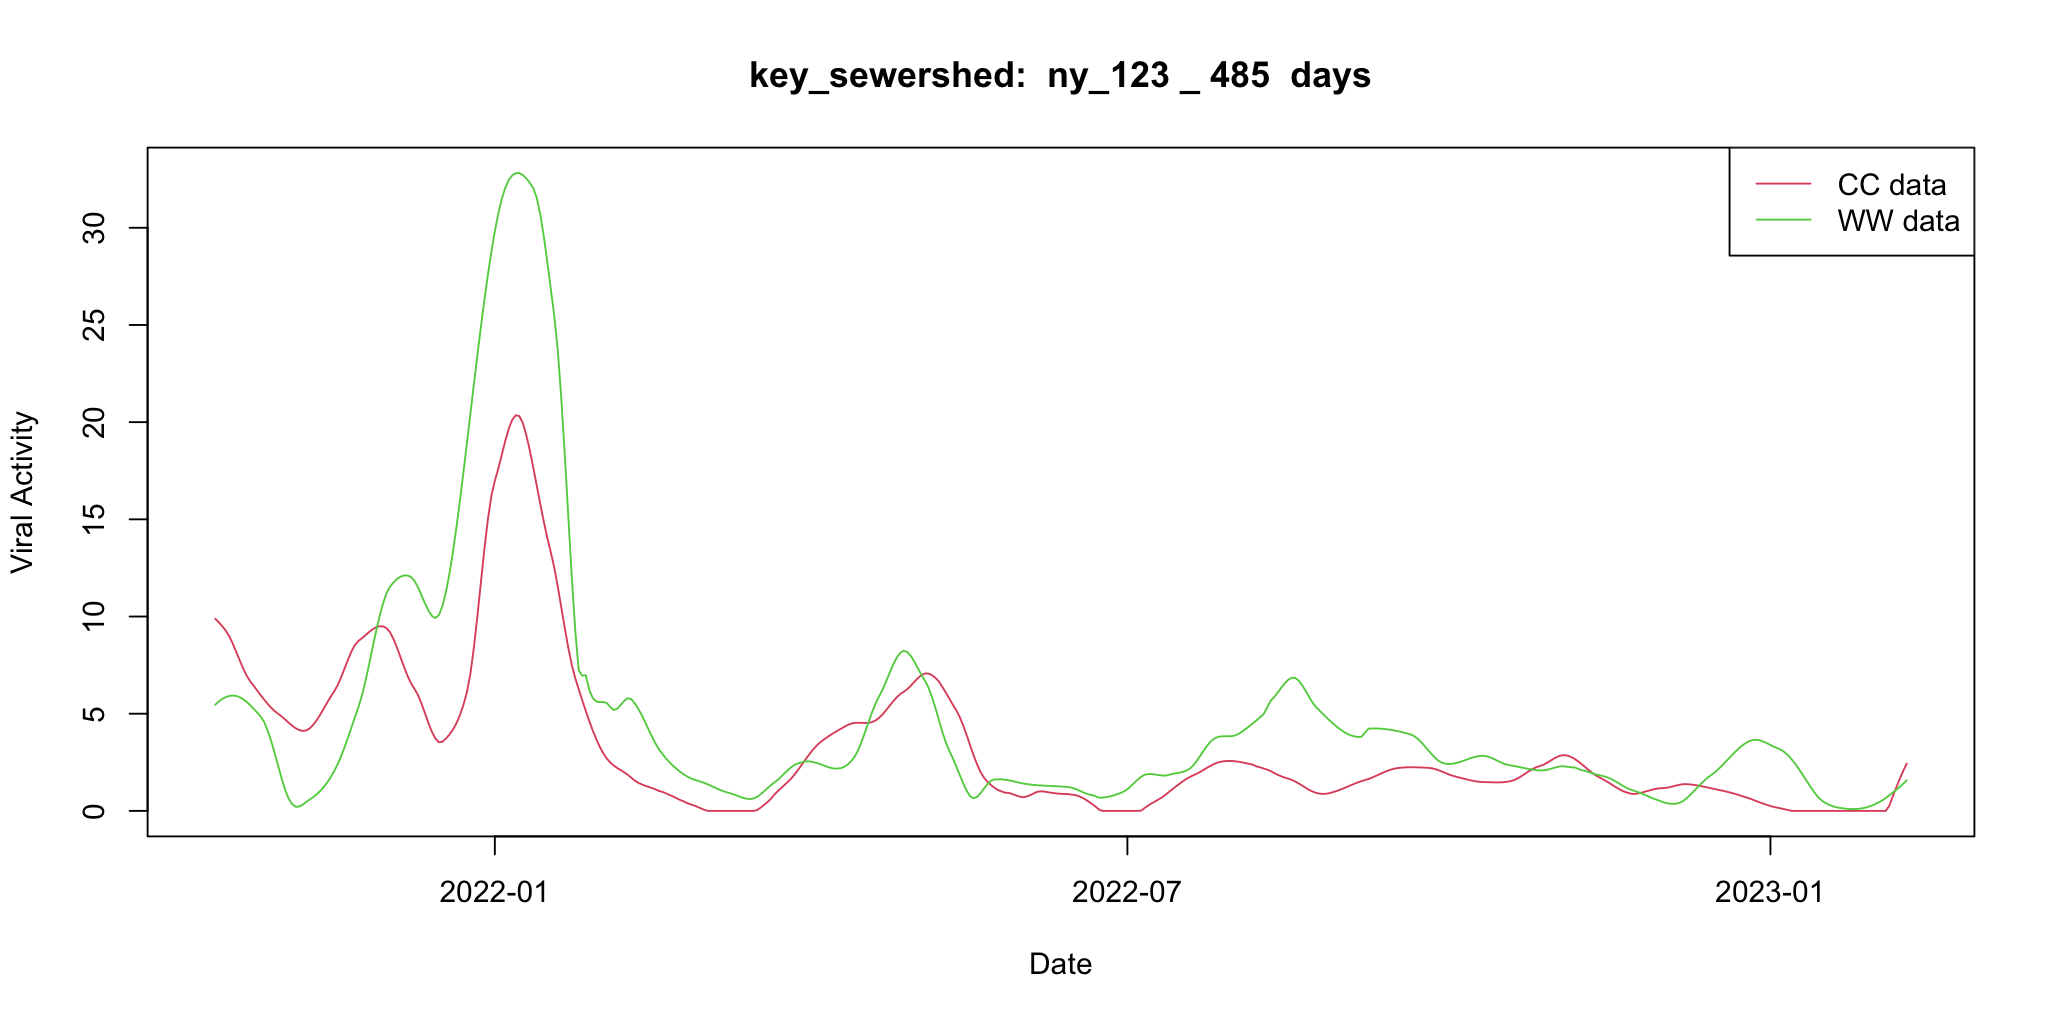 key_sewershed:  ny_123 _ 485  days
CC data
WW data
Viral Activity
30
25
20
15
10
5
0
2022-01
2022-07
2023-01
Date